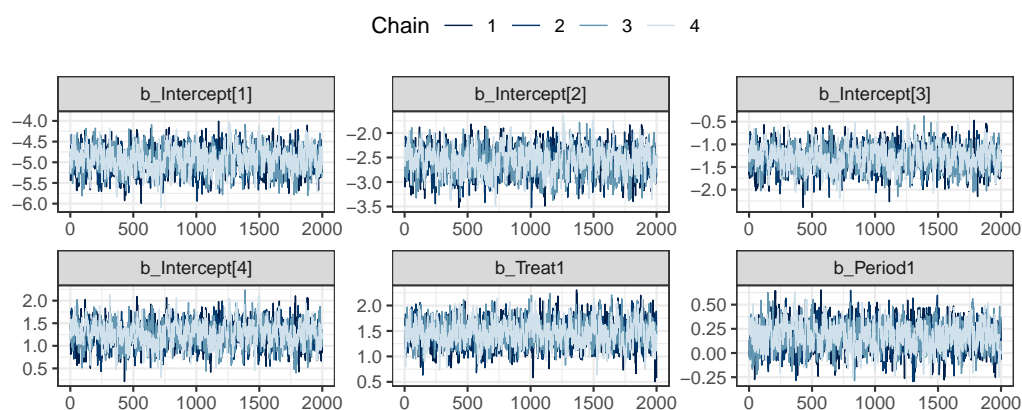 Chain 1 2 3 4
b_Intercept[1] b_Intercept[2] b_Intercept[3]
−4.0 −4.5 −5.0 −5.5 −6.0
0 500 1000 1500 2000
−2.0 −2.5 −3.0 −3.5
0 500 1000 1500 2000
−0.5 −1.0 −1.5 −2.0
0 500 1000 1500 2000
b_Intercept[4] b_Treat1 b_Period1
2.0 1.5 1.0 0.5
0 500 1000 1500 2000
2.0 1.5 1.0 0.5
0 500 1000 1500 2000
0.50 0.25 0.00 −0.25
0 500 1000 1500 2000